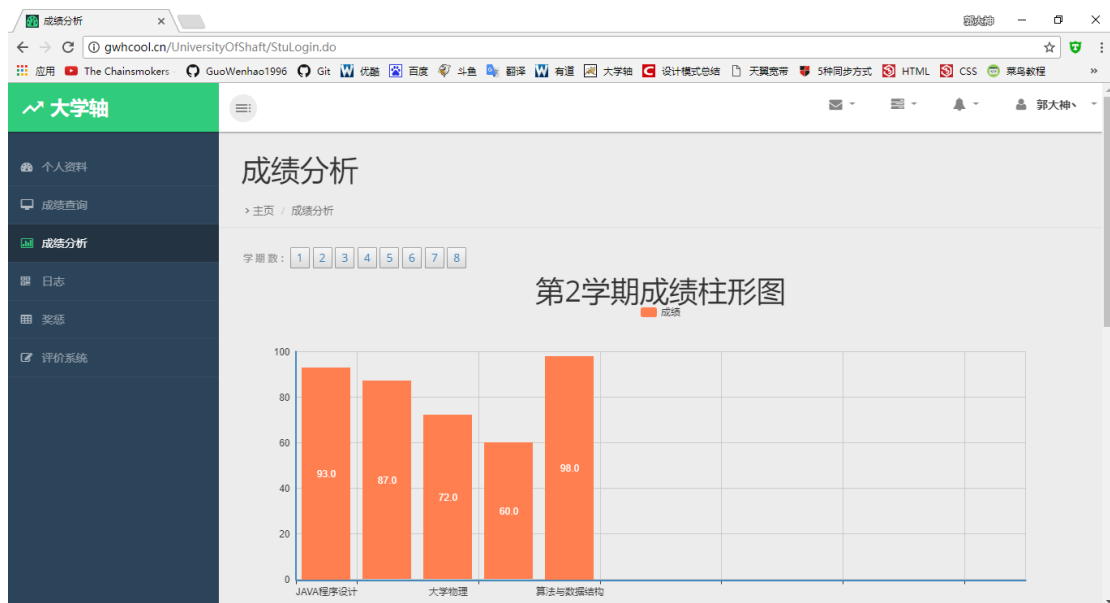 成绩分析
郭大神
gwhcool.cn/UniversityOfShaft/StuLogin.do
应用 The Chainsmokers GuoWenhao1996 Git 优酷 百度 斗鱼 翻译 有道 大学轴 设计模式总结 天翼宽带 5种同步方式 HTML CSS 菜鸟教程 »
大学轴
郭大神、
个人资料
成绩查询
成绩分析
日志
奖惩
评价系统
成绩分析
> 主页 / 成绩分析
学期数: 1 2 3 4 5 6 7 8
第2学期成绩柱形图
成绩
100
80
60
40
20
0
93.0
87.0
72.0
60.0
98.0
JAVA程序设计 大学物理 算法与数据结构